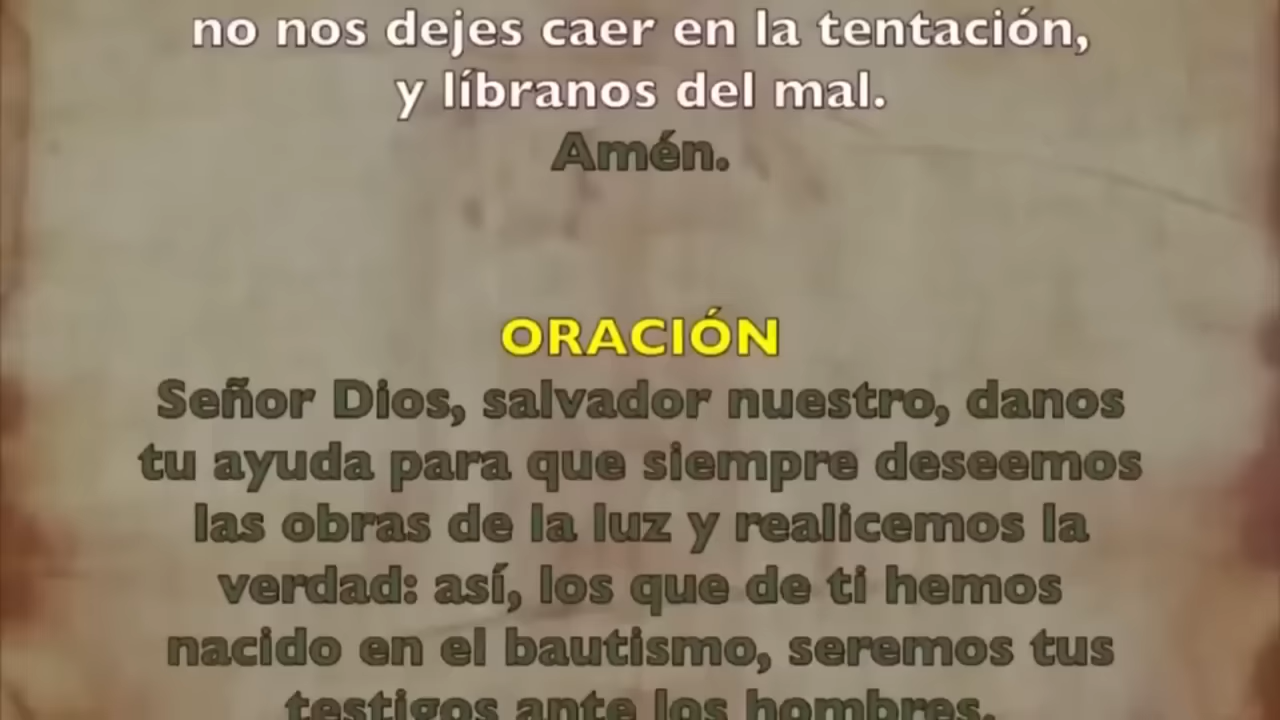 no nos dejes caer en la tentación,
y líbranos del mal.
Amén.
ORACIÓN
Señor Dios, salvador nuestro, danos
tu ayuda para que siempre deseemos
las obras de la luz y realicemos la
verdad: así, los que de ti hemos
nacido en el bautismo, seremos tus
testigos ante los hombres.